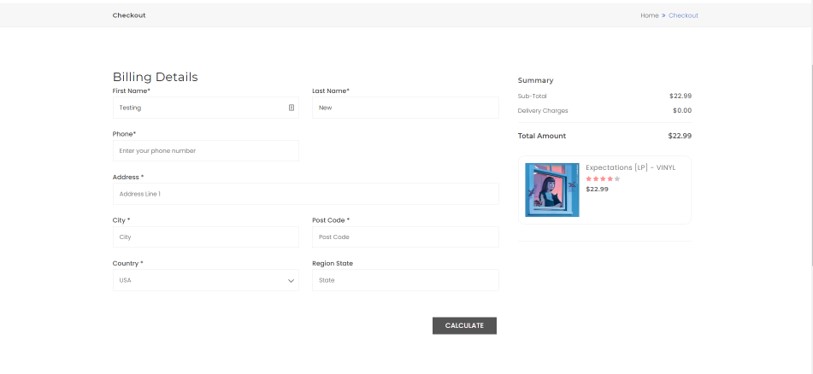 Checkout
Home » Checkout
Billing Details
First Name*
Last Name*
Testing
New
Phone*
Enter your phone number
Address *
Address Line 1
City *
Post Code *
City
Post Code
Country *
Region State
USA
State
CALCULATE
Summary
Sub-Total $22.99
Delivery Charges $0.00
Total Amount $22.99
Expectations [LP] - VINYL
$22.99